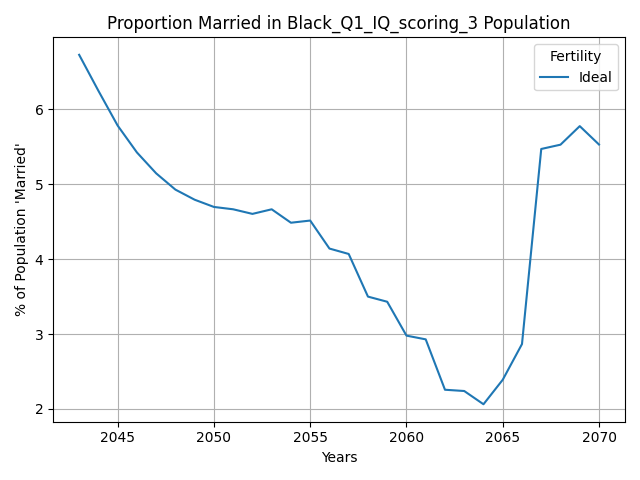 Proportion Married in Black_Q1_IQ_scoring_3 Population
Fertility
Ideal
% of Population 'Married'
6
5
4
3
2
2045 2050 2055 2060 2065 2070
Years